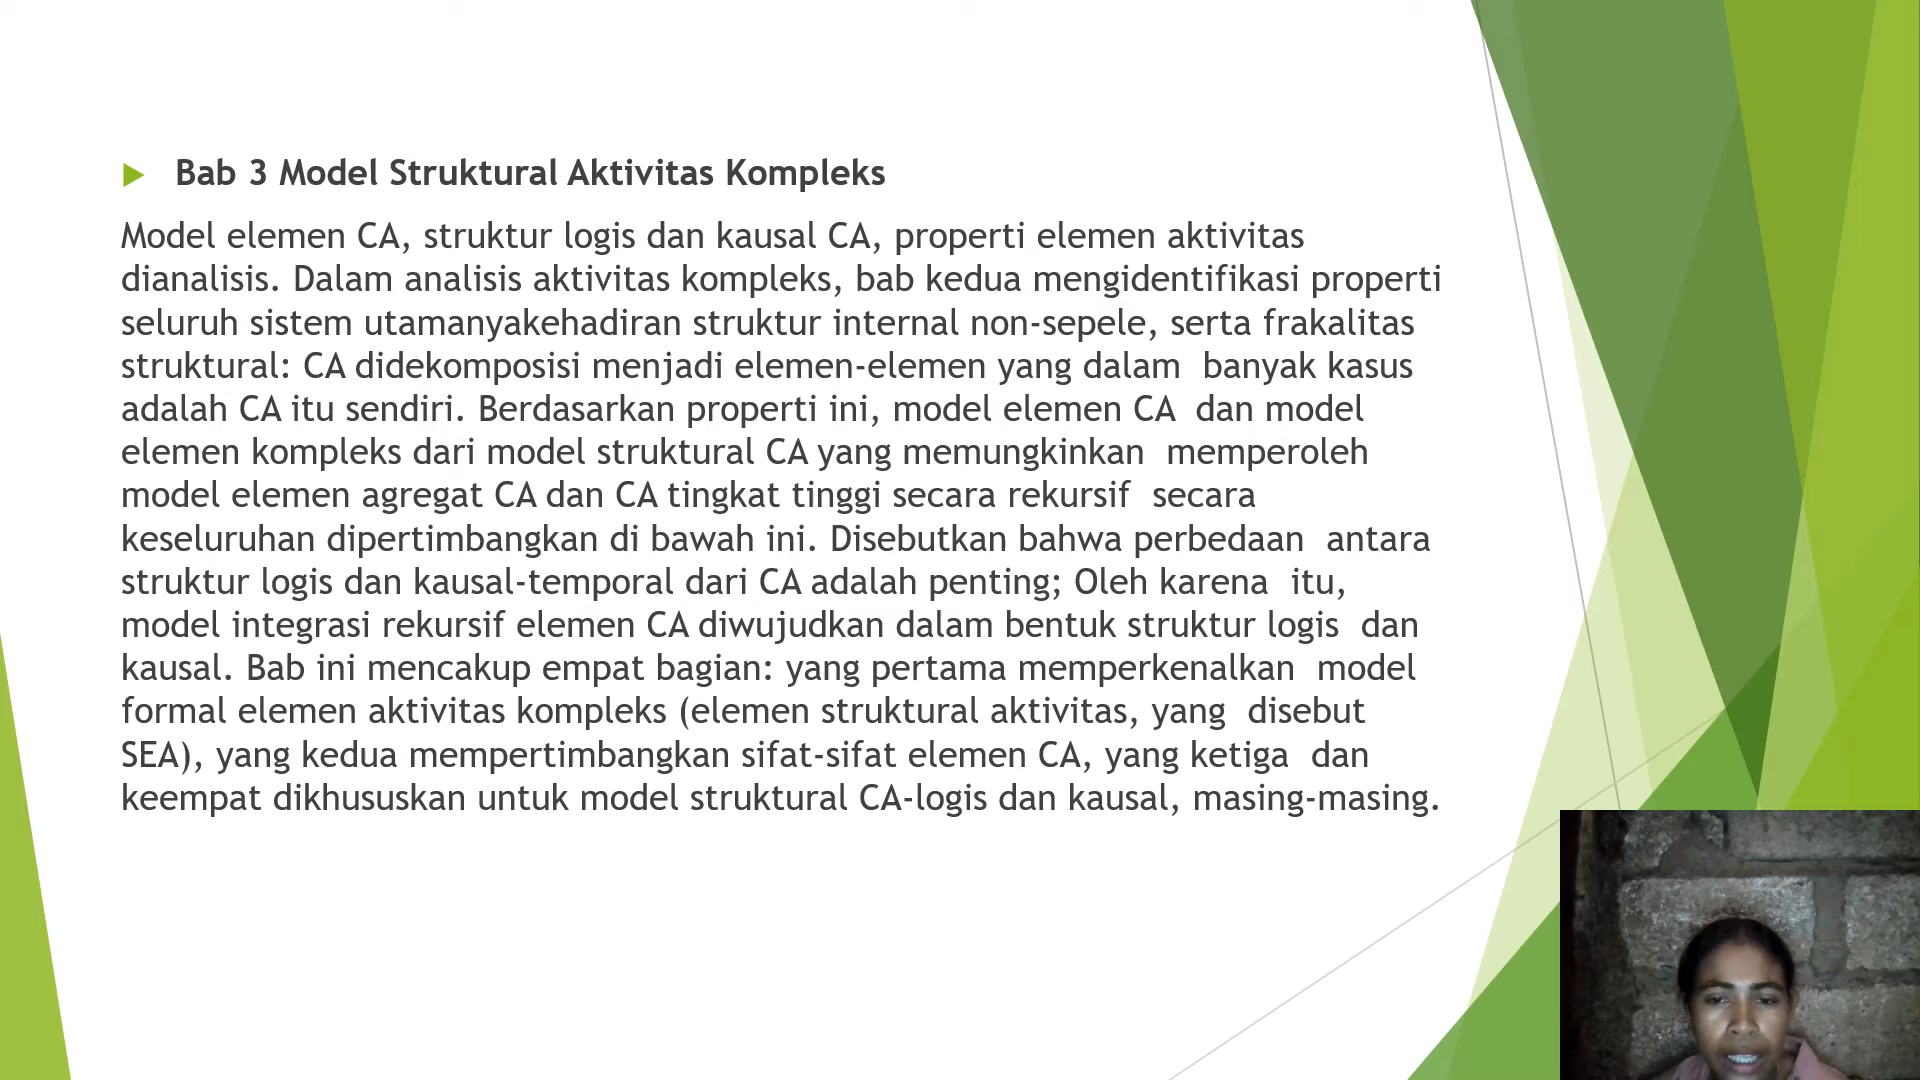 Bab 3 Model Struktural Aktivitas Kompleks
Model elemen CA, struktur logis dan kausal CA, properti elemen aktivitas
dianalisis. Dalam analisis aktivitas kompleks, bab kedua mengidentifikasi properti
seluruh sistem utamanyakehadiran struktur internal non-sepele, serta frakalitas
struktural: CA didekomposisi menjadi elemen-elemen yang dalam banyak kasus
adalah CA itu sendiri. Berdasarkan properti ini, model elemen CA dan model
elemen kompleks dari model struktural CA yang memungkinkan memperoleh
model elemen agregat CA dan CA tingkat tinggi secara rekursif secara
keseluruhan dipertimbangkan di bawah ini. Disebutkan bahwa perbedaan antara
struktur logis dan kausal-temporal dari CA adalah penting; Oleh karena itu,
model integrasi rekursif elemen CA diwujudkan dalam bentuk struktur logis dan
kausal. Bab ini mencakup empat bagian: yang pertama memperkenalkan model
formal elemen aktivitas kompleks (elemen struktural aktivitas, yang disebut
SEA), yang kedua mempertimbangkan sifat-sifat elemen CA, yang ketiga dan
keempat dikhususkan untuk model struktural CA-logis dan kausal, masing-masing.